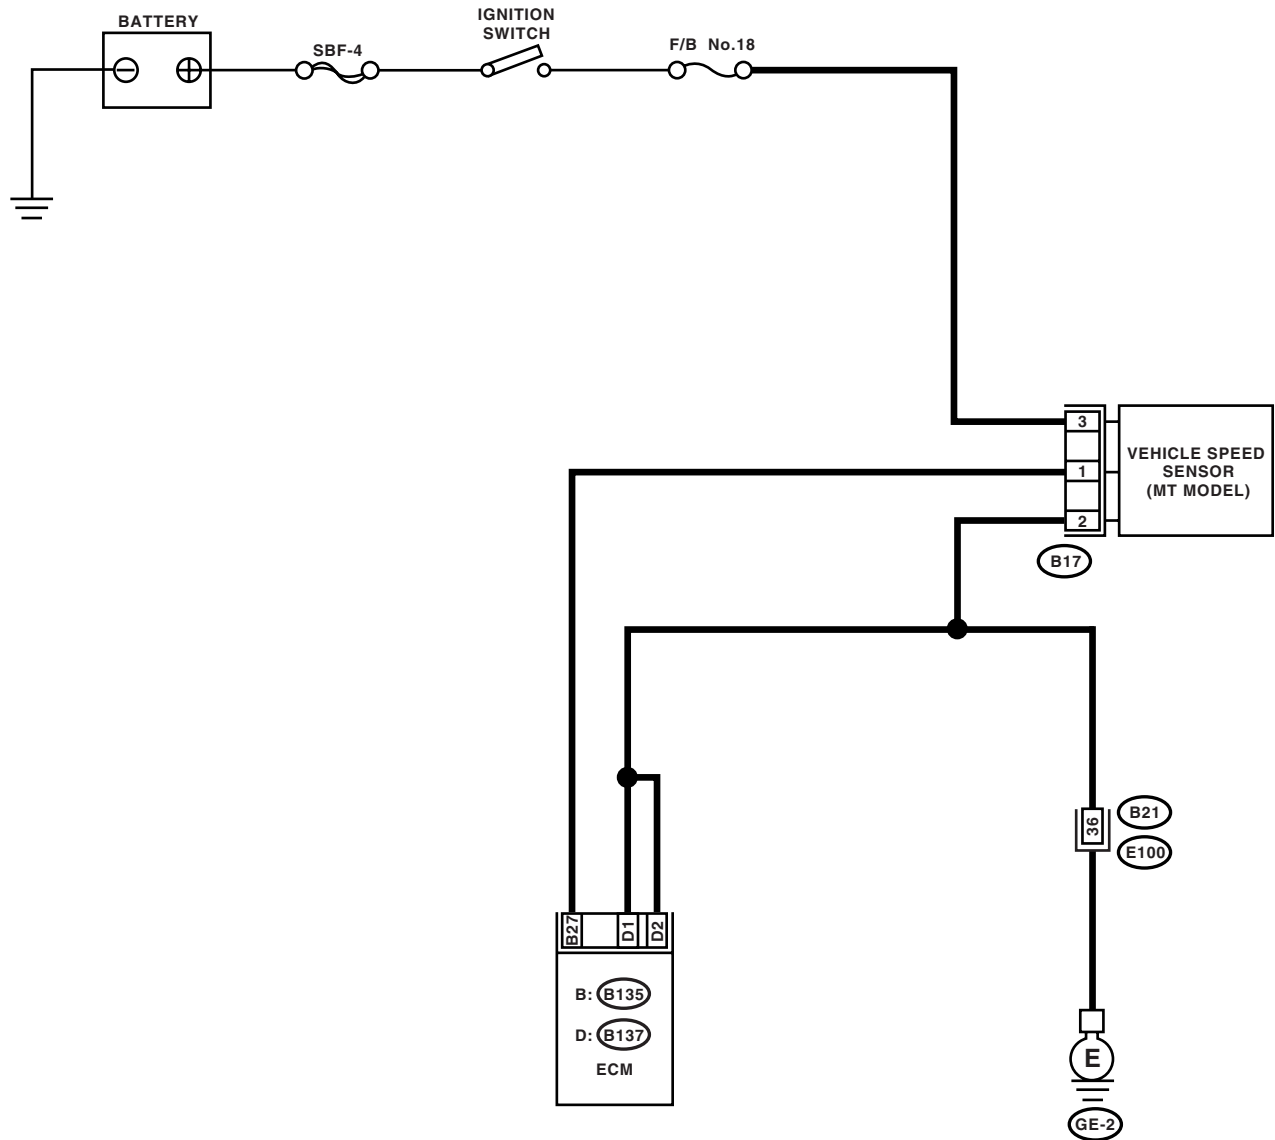 BATTERY
SBF-4
IGNITION
SWITCH
F/B No.18
3
1
2
VEHICLE SPEED
SENSOR
(MT MODEL)
B17
36
B21
E100
B27
D1
D2
B: B135
D: B137
ECM
E
GE-2